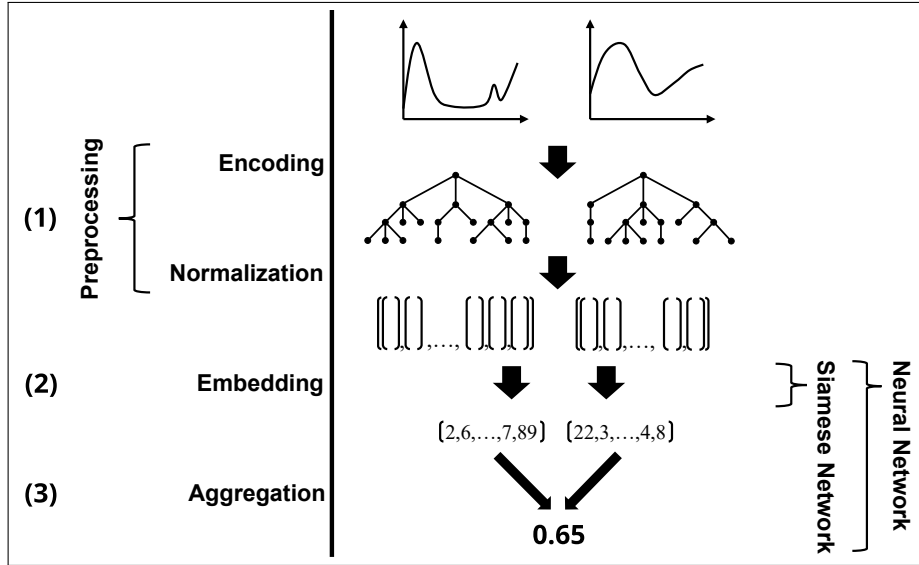 Preprocessing
Encoding
(1)
Normalization
[[[ ],[ ],…,[ ],[ ],[ ]]] [[[ ],[ ],…,[ ],[ ]]]
(2)
Embedding
[2,6,…,7,89] [22,3,…,4,8]
Siamese Network
Neural Network
(3)
Aggregation
0.65